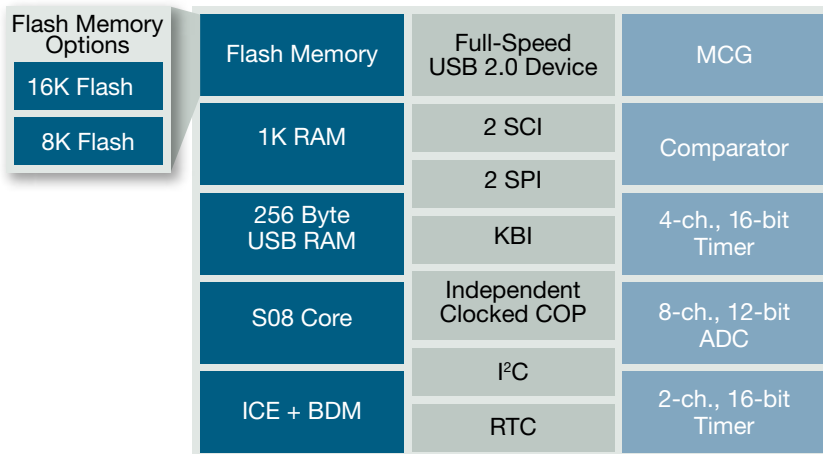 Flash Memory
Options
16K Flash
8K Flash
Flash Memory
1K RAM
256 Byte
USB RAM
S08 Core
ICE + BDM
Full-Speed
USB 2.0 Device
2 SCI
2 SPI
KBI
Independent
Clocked COP
I²C
RTC
MCG
Comparator
4-ch., 16-bit
Timer
8-ch., 12-bit
ADC
2-ch., 16-bit
Timer